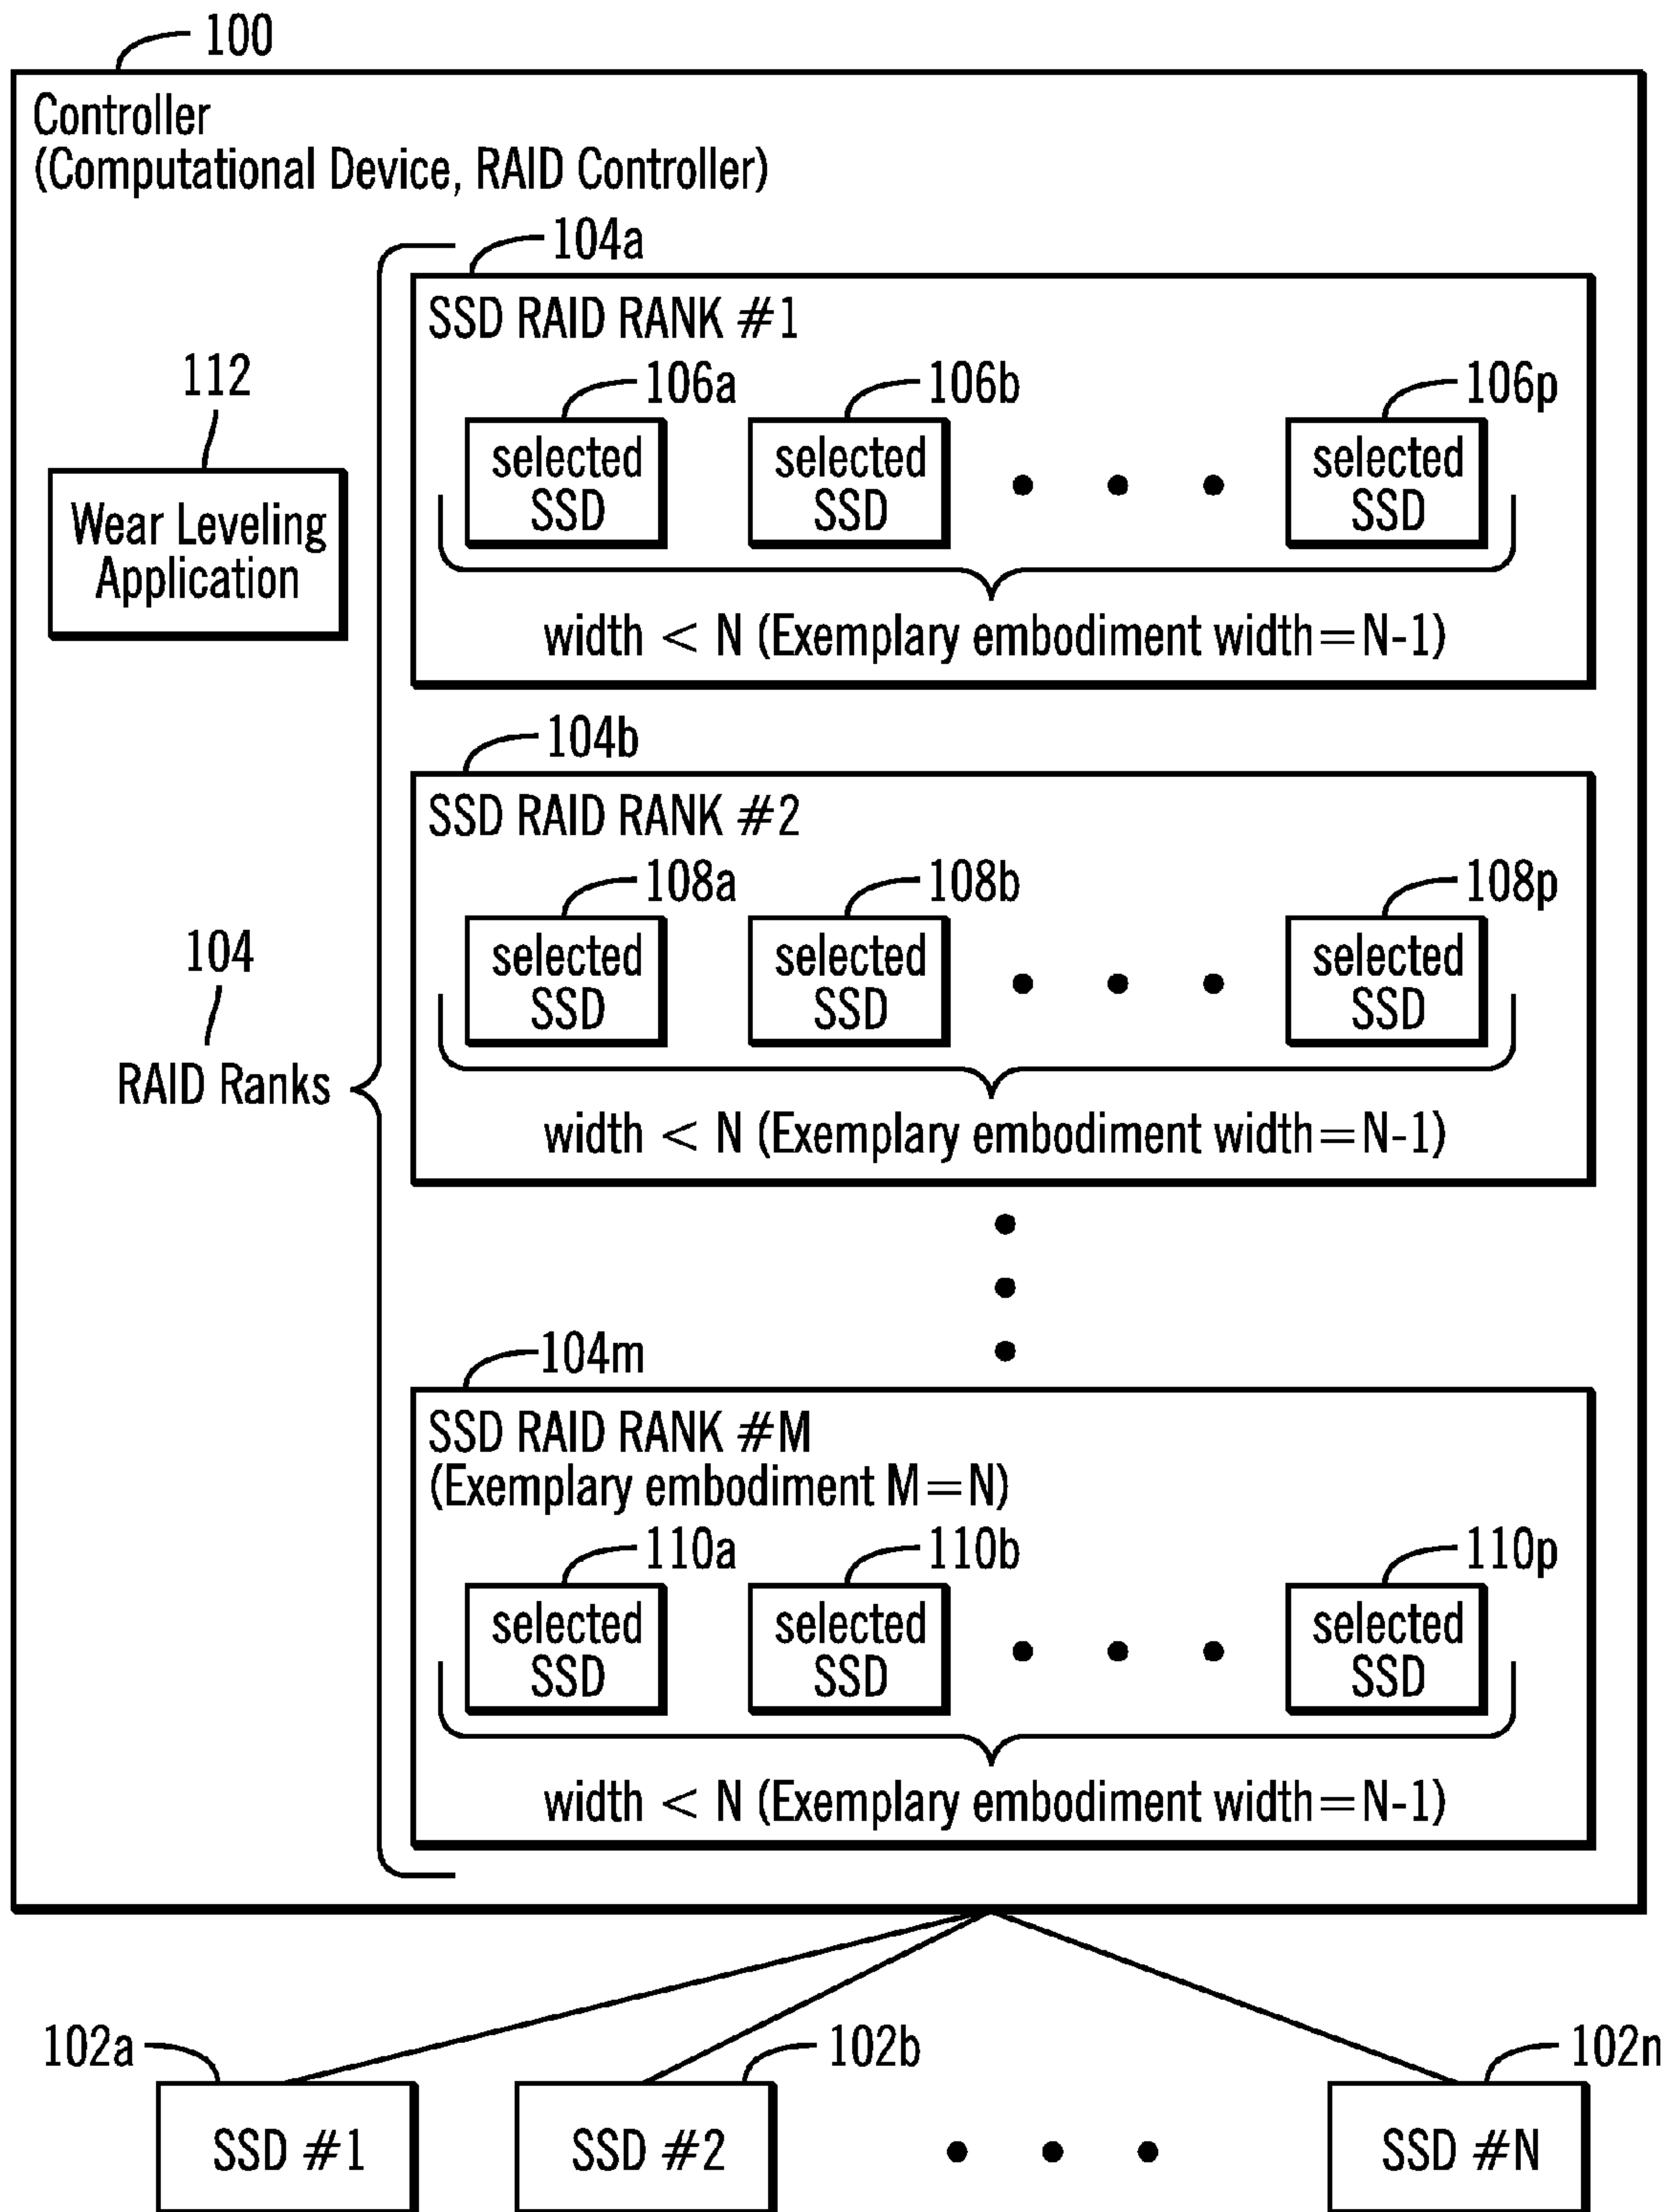 100
Controller
(Computational Device, RAID Controller)
104a
SSD RAID RANK #1
112
106a
106b
106p
selected
SSD
selected
SSD
selected
SSD
Wear Leveling
Application
width < N (Exemplary embodiment width=N-1)
104b
SSD RAID RANK #2
108a
108b
108p
selected
SSD
selected
SSD
selected
SSD
104
RAID Ranks
width < N (Exemplary embodiment width=N-1)
104m
SSD RAID RANK #M
(Exemplary embodiment M=N)
110a
110b
110p
selected
SSD
selected
SSD
selected
SSD
width < N (Exemplary embodiment width=N-1)
102a
102b
102n
SSD #1
SSD #2
SSD #N